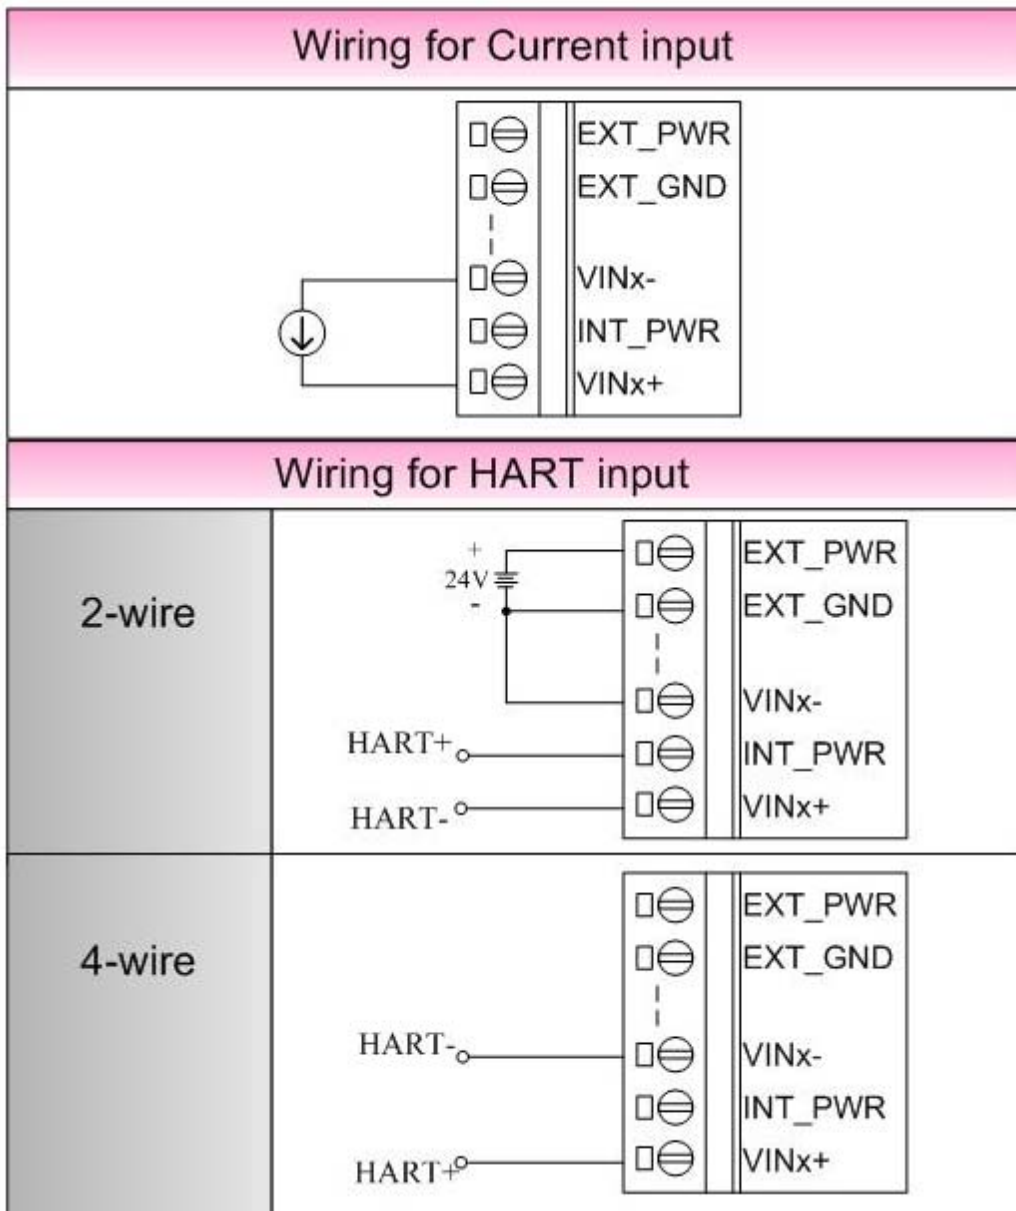 Wiring for Current input
EXT_PWR
EXT_GND
VINx-
INT_PWR
VINx+
Wiring for HART input
2-wire
+
24V
-
EXT_PWR
EXT_GND
VINx-
HART+
INT_PWR
HART-
VINx+
4-wire
EXT_PWR
EXT_GND
HART-
VINx-
INT_PWR
HART+
VINx+